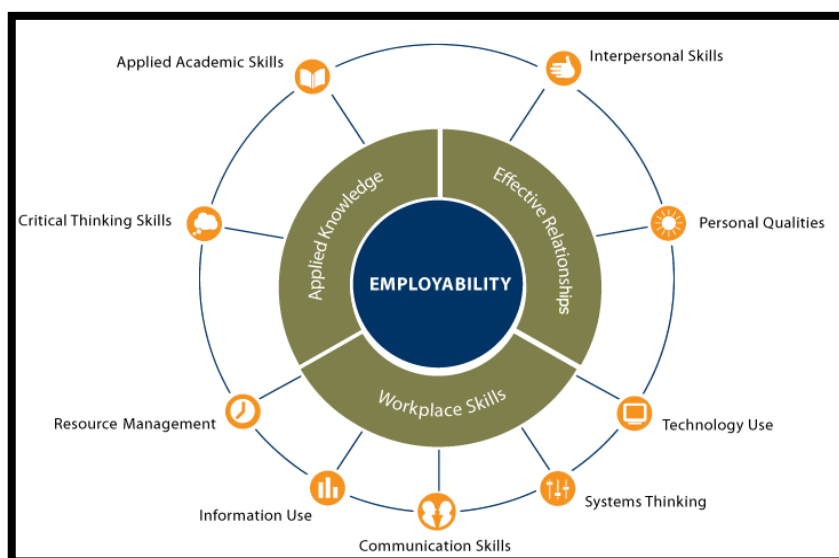 Applied Academic Skills
Interpersonal Skills
Applied Knowledge
Effective Relationships
Critical Thinking Skills
Personal Qualities
EMPLOYABILITY
Workplace Skills
Resource Management
Technology Use
Information Use
Systems Thinking
Communication Skills